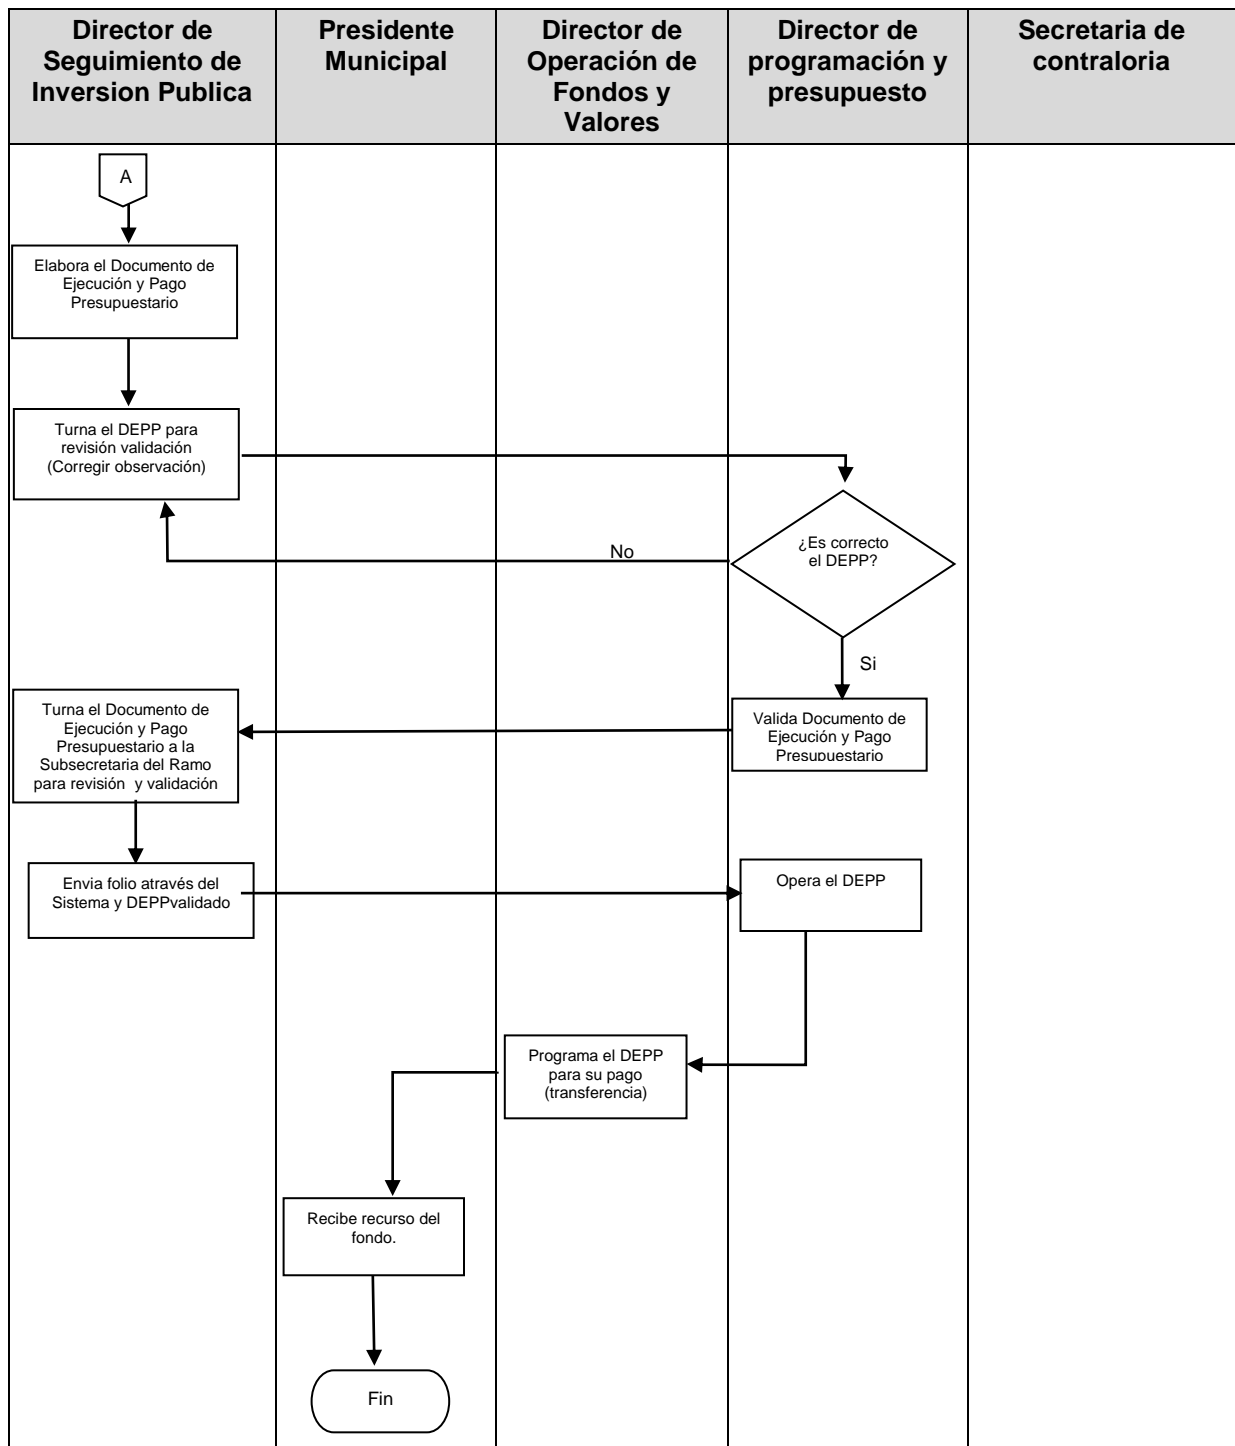 Director de
Seguimiento de
Inversion Publica
Presidente
Municipal
Director de
Operación de
Fondos y
Valores
Director de
programación y
presupuesto
Secretaria de
contraloria
A
Elabora el Documento de
Ejecución y Pago
Presupuestario
Turna el DEPP para
revisión validación
(Corregir observación)
¿Es correcto
el DEPP?
No
Si
Valida Documento de
Ejecución y Pago
Presupuestario
Turna el Documento de
Ejecución y Pago
Presupuestario a la
Subsecretaria del Ramo
para revisión y validación
Envia folio através del
Sistema y DEPPvalidado
Opera el DEPP
Programa el DEPP
para su pago
(transferencia)
Recibe recurso del
fondo.
Fin